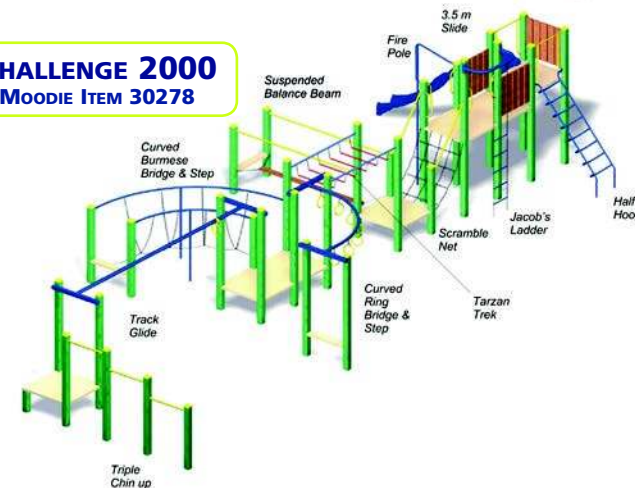 HALLENGE 2000
MOODIE ITEM 30278
3.5 m
Slide
Fire
Pole
Suspended
Balance Beam
Curved
Burmese
Bridge & Step
Half
Hoo
Jacob's
Ladder
Scramble
Net
Tarzan
Trek
Curved
Ring
Bridge &
Step
Track
Glide
Triple
Chin up